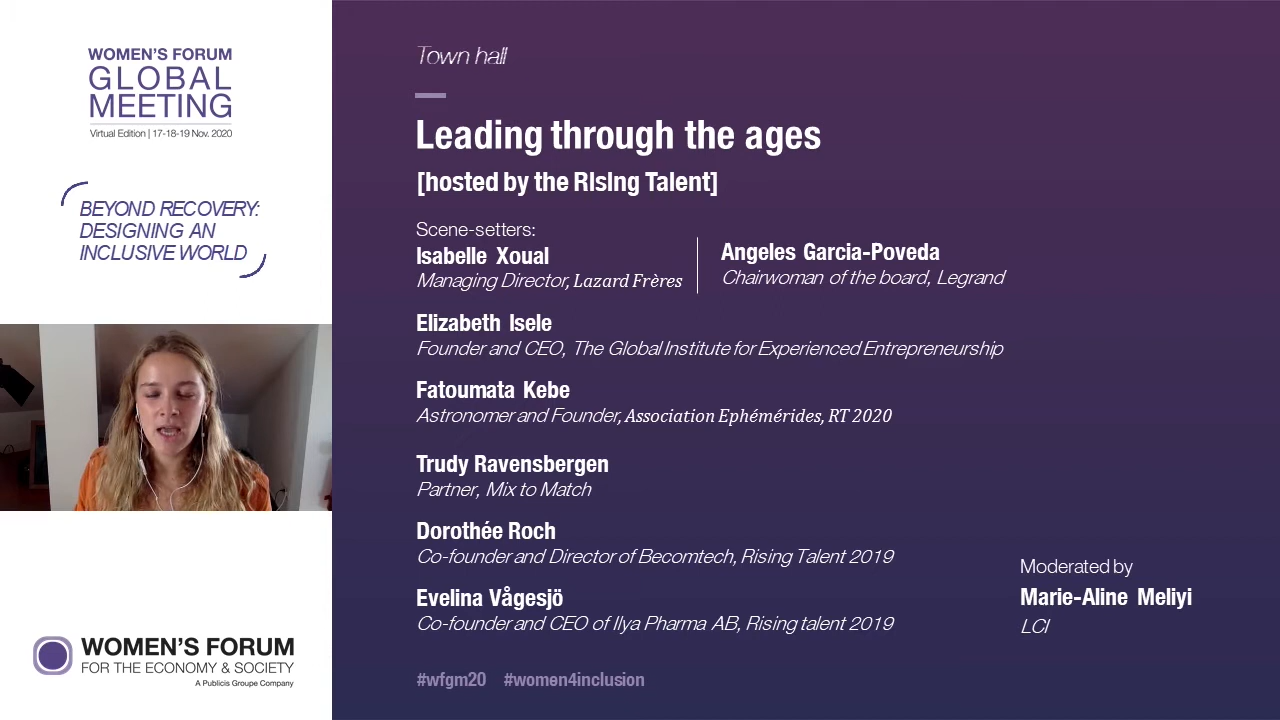 WOMEN'S FORUM
GLOBAL
MEETING
Virtual Edition | 17-18-19 Nov. 2020
BEYOND RECOVERY:
DESIGNING AN
INCLUSIVE WORLD
WOMEN'S FORUM
FOR THE ECONOMY & SOCIETY
A Publicis Groupe Company
Town hall
Leading through the ages
[hosted by the Rising Talent]
Scene-setters:
Isabelle Xoual
Managing Director, Lazard Frères
Angeles Garcia-Poveda
Chairwoman of the board, Legrand
Elizabeth Isele
Founder and CEO, The Global Institute for Experienced Entrepreneurship
Fatoumata Kebe
Astronomer and Founder, Association Ephémérides, RT 2020
Trudy Ravensbergen
Partner, Mix to Match
Dorothée Roch
Co-founder and Director of Becomtech, Rising Talent 2019
Evelina Vågesjö
Co-founder and CEO of Ilya Pharma AB, Rising talent 2019
Moderated by
Marie-Aline Meliyi
LCI
#wfgm20 #women4inclusion